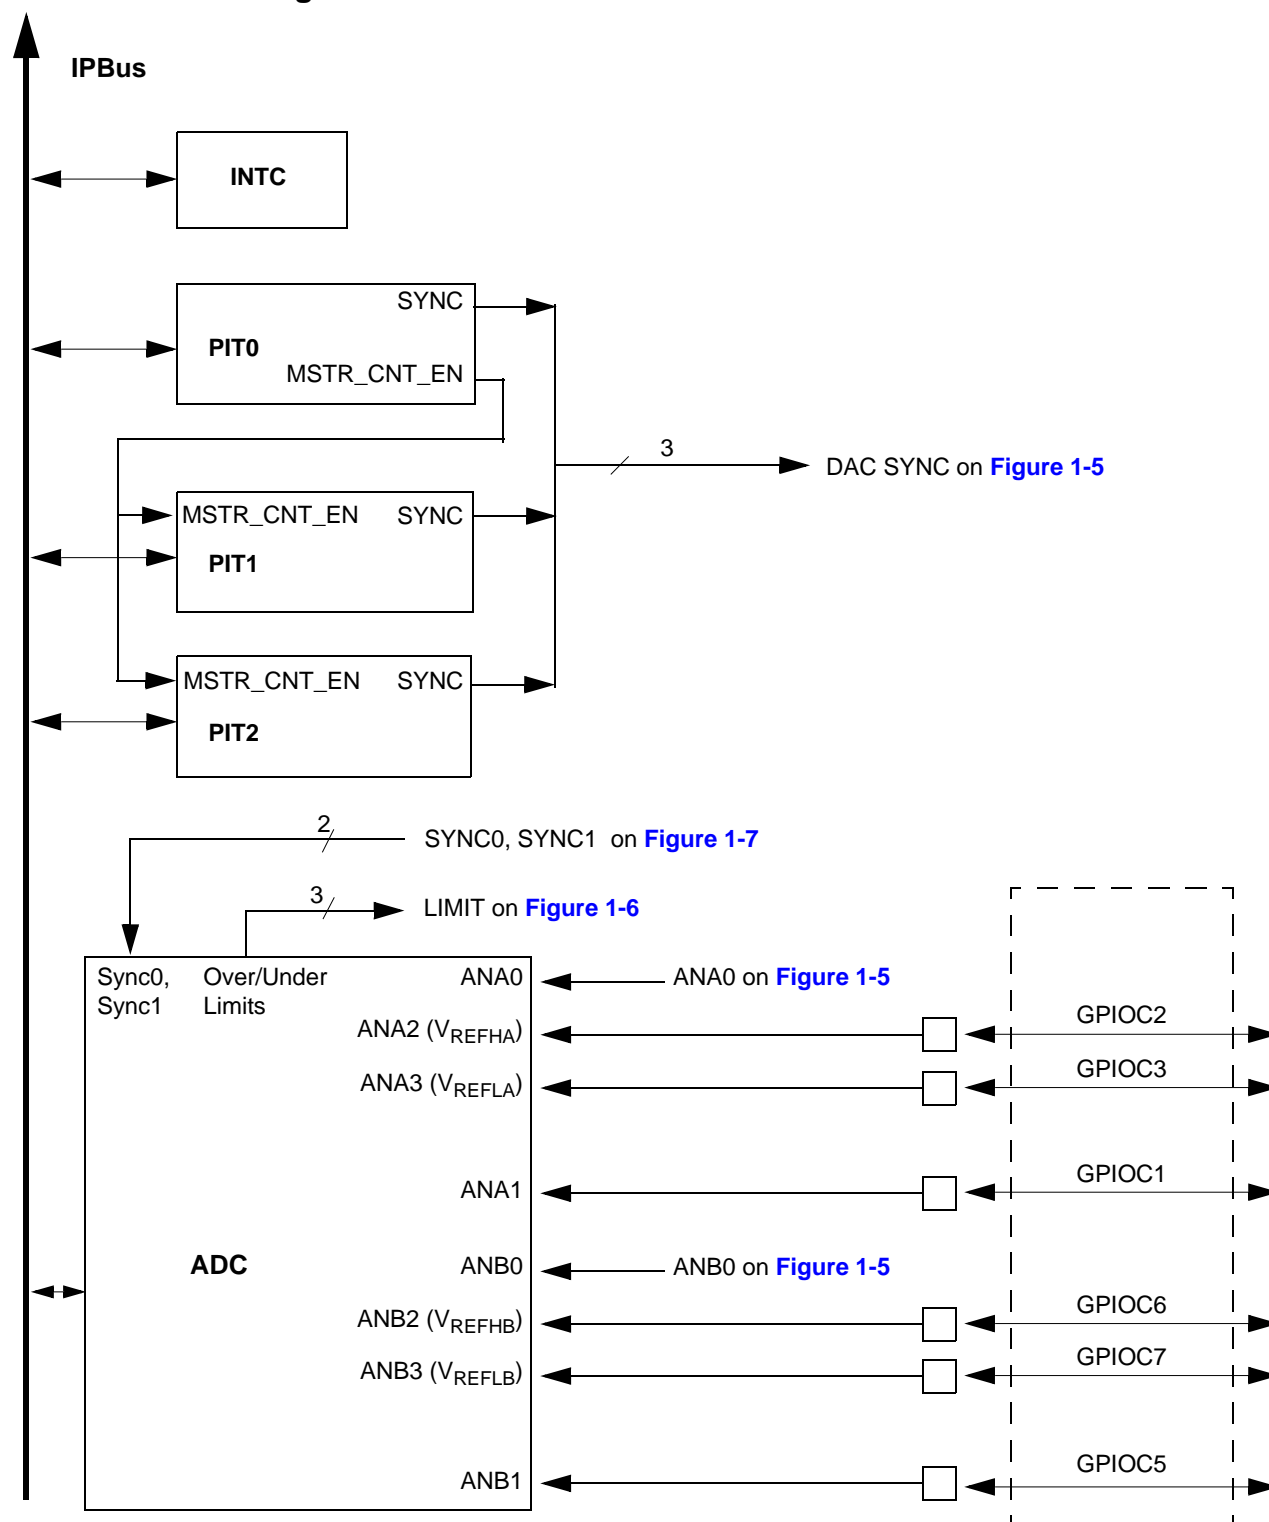 IPBus
INTC
SYNC
PIT0
MSTR_CNT_EN
3
DAC SYNC on Figure 1-5
MSTR_CNT_EN SYNC
PIT1
MSTR_CNT_EN SYNC
PIT2
2
SYNC0, SYNC1 on Figure 1-7
3
LIMIT on Figure 1-6
Sync0, Sync1
Over/Under Limits
ANA0
ANA0 on Figure 1-5
ANA2 (VREFHA)
GPIOC2
ANA3 (VREFLA)
GPIOC3
ANA1
GPIOC1
ADC
ANB0
ANB0 on Figure 1-5
ANB2 (VREFHB)
GPIOC6
ANB3 (VREFLB)
GPIOC7
ANB1
GPIOC5